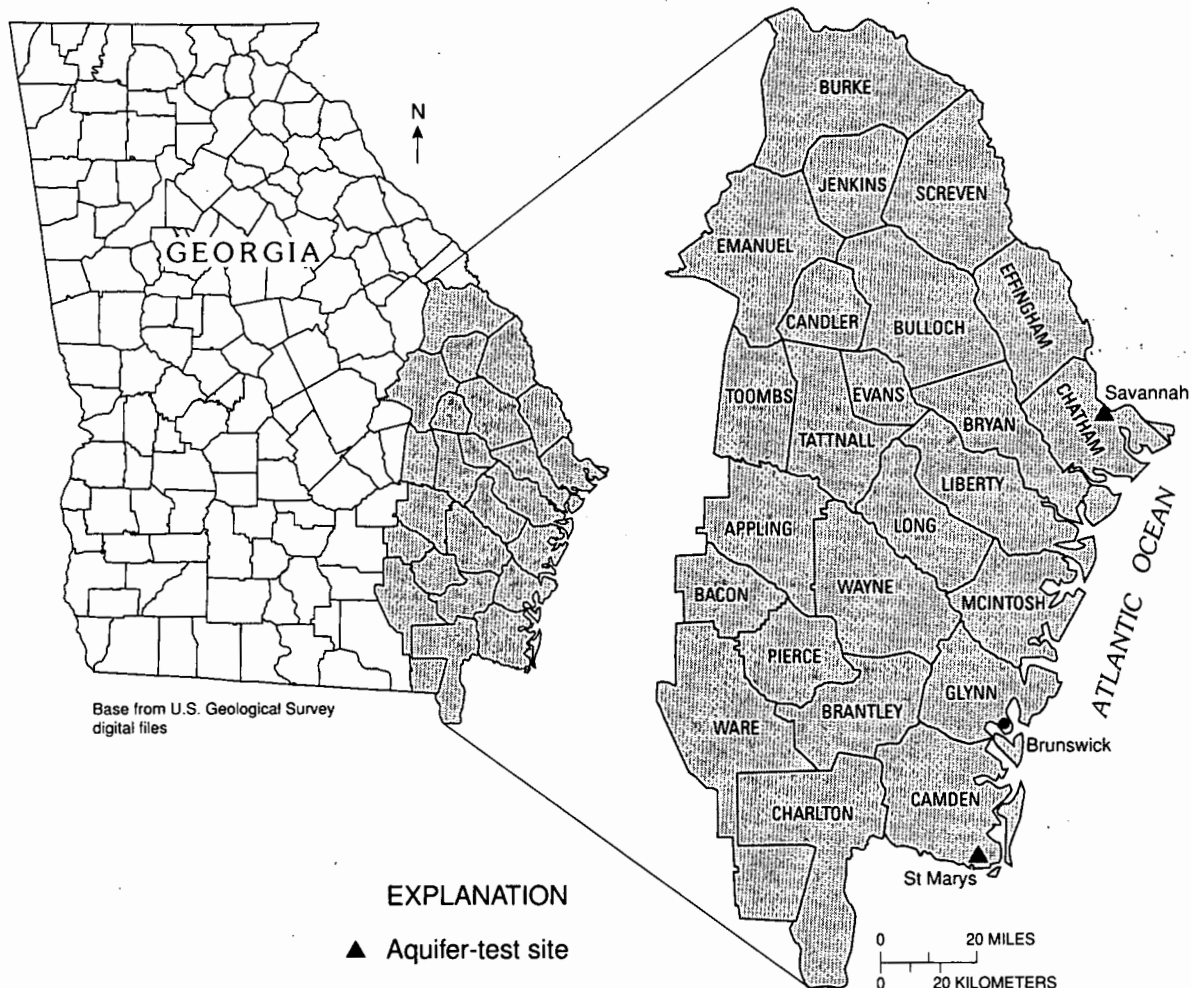 N
GEORGIA
Base from U.S. Geological Survey
digital files
EXPLANATION
Aquifer-test site
BURKE
JENKINS
SCREVEN
EMANUEL
EFFINGHAM
CANDLER
BULLOCH
TOOMBS
EVANS
CHATHAM
Savannah
BRYAN
TATTNALL
LIBERTY
APPLING
LONG
BACON
WAYNE
MCINTOSH
ATLANTIC OCEAN
PIERCE
GLYNN
WARE
BRANTLEY
Brunswick
CAMDEN
CHARLTON
St Marys
0 20 MILES
0 20 KILOMETERS